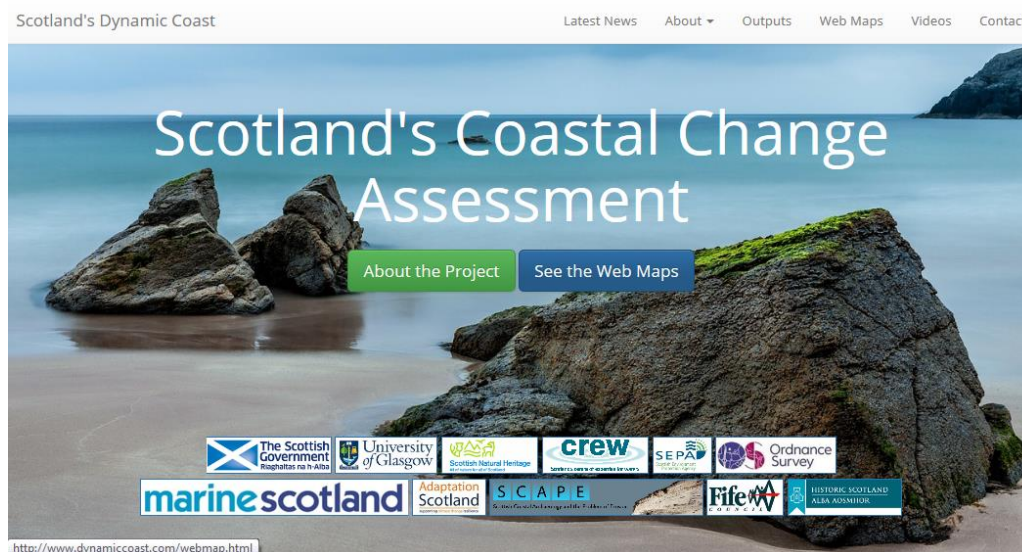 Scotland's Dynamic Coast
Latest News About Outputs Web Maps Videos Contac
Scotland's Coastal Change
Assessment
About the Project See the Web Maps
The Scottish
Government
Riaghaltas na h-Alba
University
of Glasgow
Scottish Natural Heritage
crew
SEPA
Ordnance
Survey
marinescotland
Adaptation
Scotland
SCAPE
Fife
COUNCIL
HISTORIC SCOTLAND
ALBA AOSMHOR
http://www.dynamiccoast.com/webmap.html